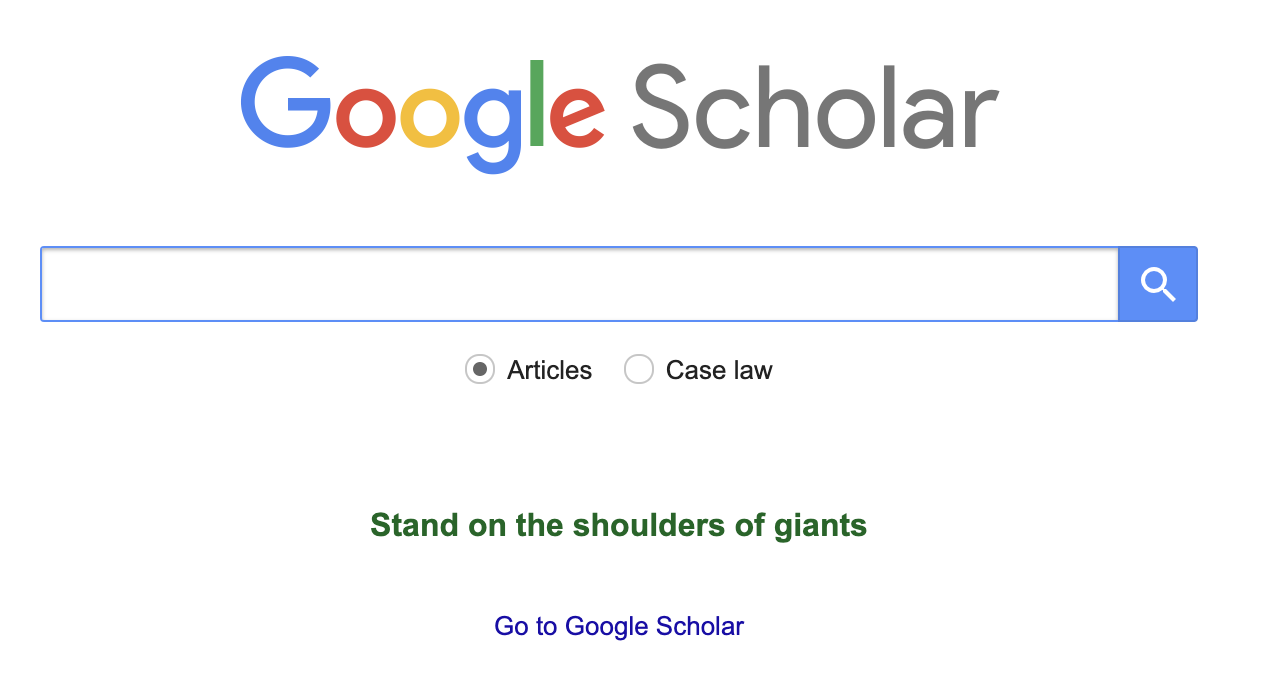 Google Scholar
Articles Case law
Stand on the shoulders of giants
Go to Google Scholar